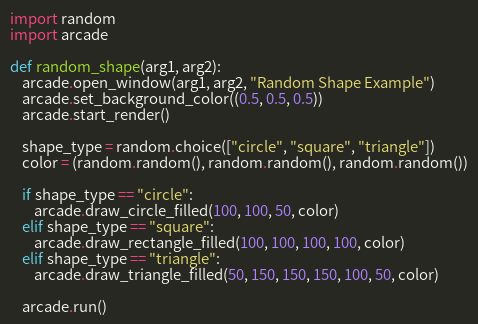 import random
import arcade

def random_shape(arg1, arg2):
    arcade.open_window(arg1, arg2, "Random Shape Example")
    arcade.set_background_color((0.5, 0.5, 0.5))
    arcade.start_render()

    shape_type = random.choice(["circle", "square", "triangle"])
    color = (random.random(), random.random(), random.random())

    if shape_type == "circle":
        arcade.draw_circle_filled(100, 100, 50, color)
    elif shape_type == "square":
        arcade.draw_rectangle_filled(100, 100, 100, 100, color)
    elif shape_type == "triangle":
        arcade.draw_triangle_filled(50, 150, 150, 150, 100, 50, color)

    arcade.run()